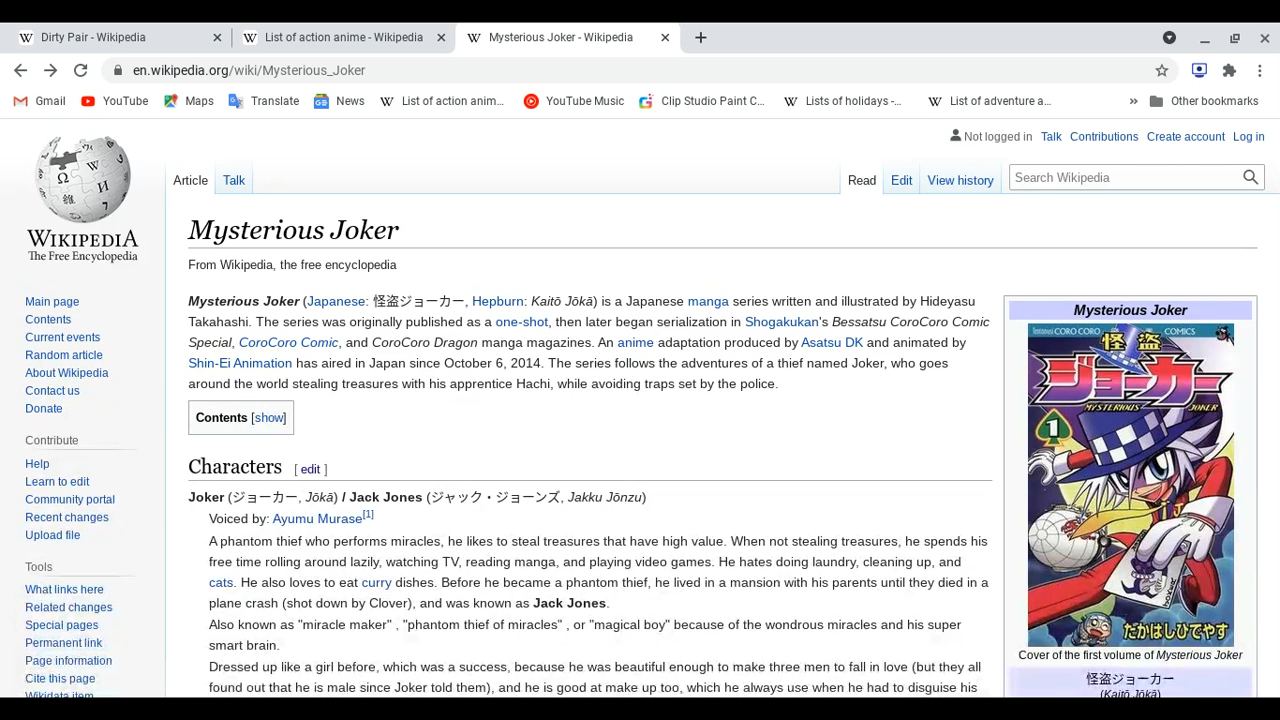 Dirty Pair - Wikipedia
List of action anime - Wikipedia
Mysterious Joker - Wikipedia
en.wikipedia.org/wiki/Mysterious_Joker
Gmail YouTube Maps Translate News List of action anim... YouTube Music Clip Studio Paint C... Lists of holidays -... List of adventure a... » Other bookmarks
Not logged in Talk Contributions Create account Log in
Article Talk Read Edit View history Search Wikipedia
WIKIPEDIA
The Free Encyclopedia
Main page
Contents
Current events
Random article
About Wikipedia
Contact us
Donate
Contribute
Help
Learn to edit
Community portal
Recent changes
Upload file
Tools
What links here
Related changes
Special pages
Permanent link
Page information
Cite this page
Wikidata item
Mysterious Joker
From Wikipedia, the free encyclopedia
Mysterious Joker (Japanese: 怪盗ジョーカー, Hepburn: Kaitō Jōkā) is a Japanese manga series written and illustrated by Hideyasu
Takahashi. The series was originally published as a one-shot, then later began serialization in Shogakukan's Bessatsu CoroCoro Comic
Special, CoroCoro Comic, and CoroCoro Dragon manga magazines. An anime adaptation produced by Asatsu DK and animated by
Shin-Ei Animation has aired in Japan since October 6, 2014. The series follows the adventures of a thief named Joker, who goes
around the world stealing treasures with his apprentice Hachi, while avoiding traps set by the police.
Contents [show]
Characters [ edit ]
Joker (ジョーカー, Jōkā) / Jack Jones (ジャック・ジョーンズ, Jakku Jōnzu)
Voiced by: Ayumu Murase[1]
A phantom thief who performs miracles, he likes to steal treasures that have high value. When not stealing treasures, he spends his
free time rolling around lazily, watching TV, reading manga, and playing video games. He hates doing laundry, cleaning up, and
cats. He also loves to eat curry dishes. Before he became a phantom thief, he lived in a mansion with his parents until they died in a
plane crash (shot down by Clover), and was known as Jack Jones.
Also known as "miracle maker" , "phantom thief of miracles" , or "magical boy" because of the wondrous miracles and his super
smart brain.
Dressed up like a girl before, which was a success, because he was beautiful enough to make three men to fall in love (but they all
found out that he is male since Joker told them), and he is good at make up too, which he always use when he had to disguise his
Mysterious Joker
CORO CORO COMICS
怪盗
ジョーカー
MYSTERIOUS JOKER
1
たかはしひでやす
Cover of the first volume of Mysterious Joker
怪盗ジョーカー
(Kaitō Jōkā)